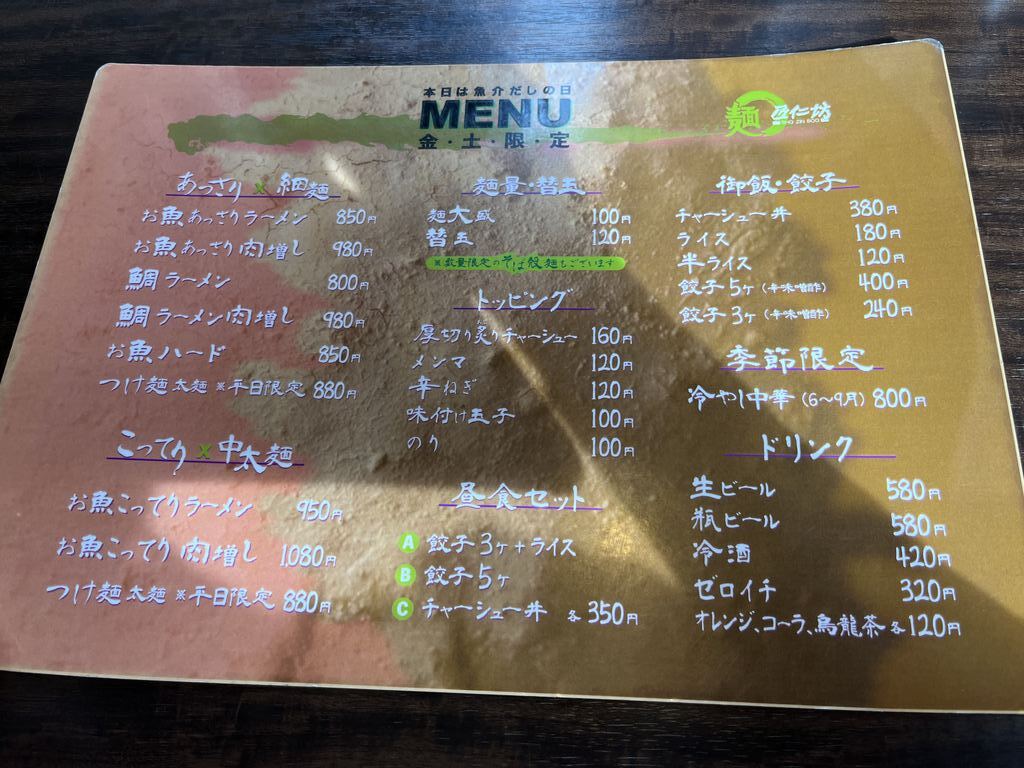 本日は魚介だしの日
MENU
金・土・限・定
麺 匠仁坊
あっさり×細麺
お魚あっさりラーメン 850円
お魚あっさり肉増し 980円
鯛ラーメン 800円
鯛ラーメン肉増し 980円
お魚ハード 850円
つけ麺太麺 ※平日限定 880円
こってり×中太麺
お魚こってりラーメン 950円
お魚こってり肉増し 1,080円
つけ麺太麺 ※平日限定 880円
麺量・替玉
麺大盛 100円
替玉 120円
※数量限定のそば殻麺もございます
トッピング
厚切り炙りチャーシュー 160円
メンマ 120円
辛ねぎ 120円
味付け玉子 100円
のり 100円
昼食セット
A 餃子3ヶ+ライス
B 餃子5ヶ
C チャーシュー丼 各350円
御飯・餃子
チャーシュー丼 380円
ライス 180円
半ライス 120円
餃子5ヶ(辛味噌酢) 400円
餃子3ヶ(辛味噌酢) 240円
季節限定
冷やし中華(6〜9月) 800円
ドリンク
生ビール 580円
瓶ビール 580円
冷酒 420円
ゼロイチ 320円
オレンジ、コーラ、烏龍茶 各120円